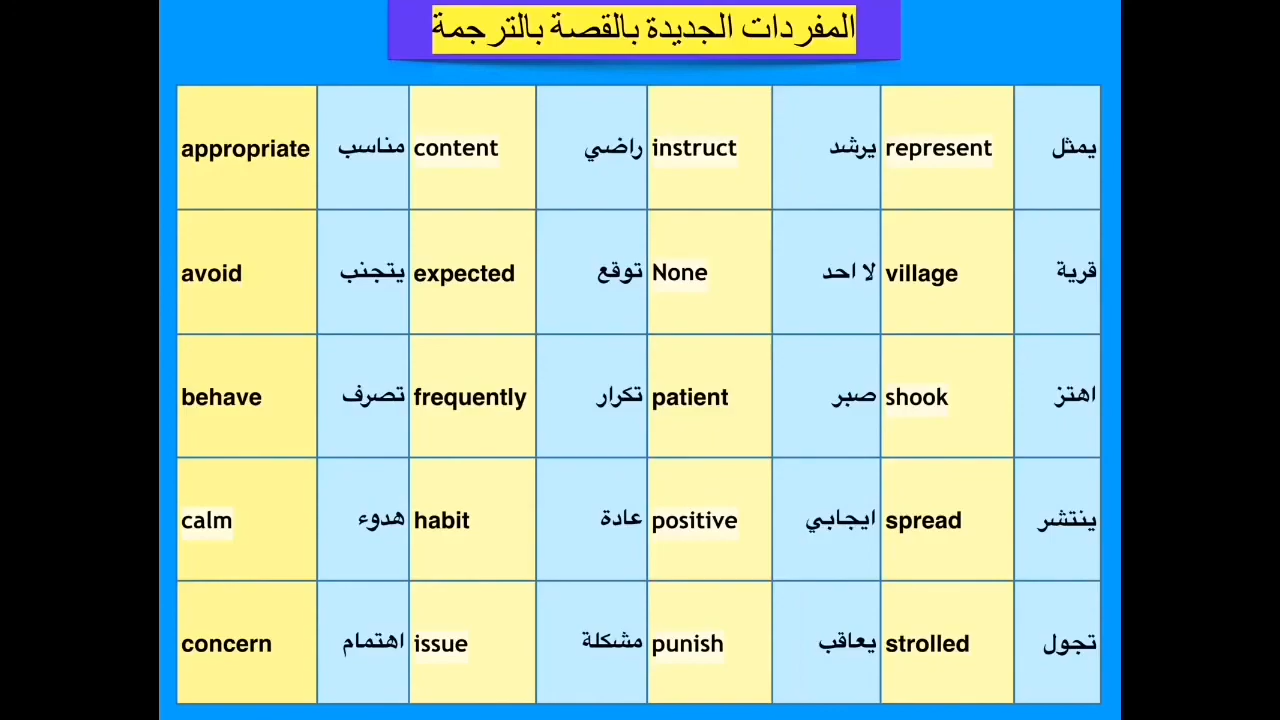 المفردات الجديدة بالقصة بالترجمة
appropriate مناسب content راضي instruct يرشد represent يمثل
avoid يتجنب expected توقع None لا احد village قرية
behave تصرف frequently تكرار patient صبر shook اهتز
calm هدوء habit عادة positive ايجابي spread ينتشر
concern اهتمام issue مشكلة punish يعاقب strolled تجول